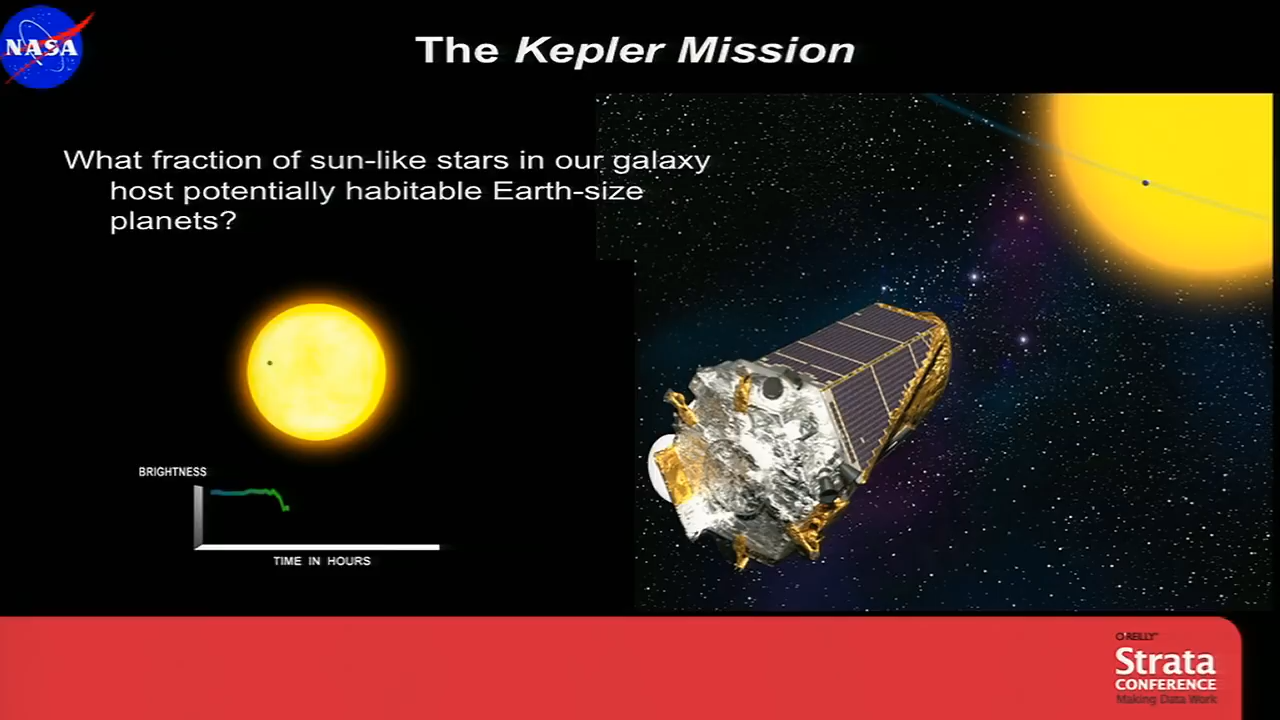 NASA
The Kepler Mission
What fraction of sun-like stars in our galaxy
host potentially habitable Earth-size
planets?
BRIGHTNESS
TIME IN HOURS
O'REILLY
Strata
CONFERENCE
Making Data Work